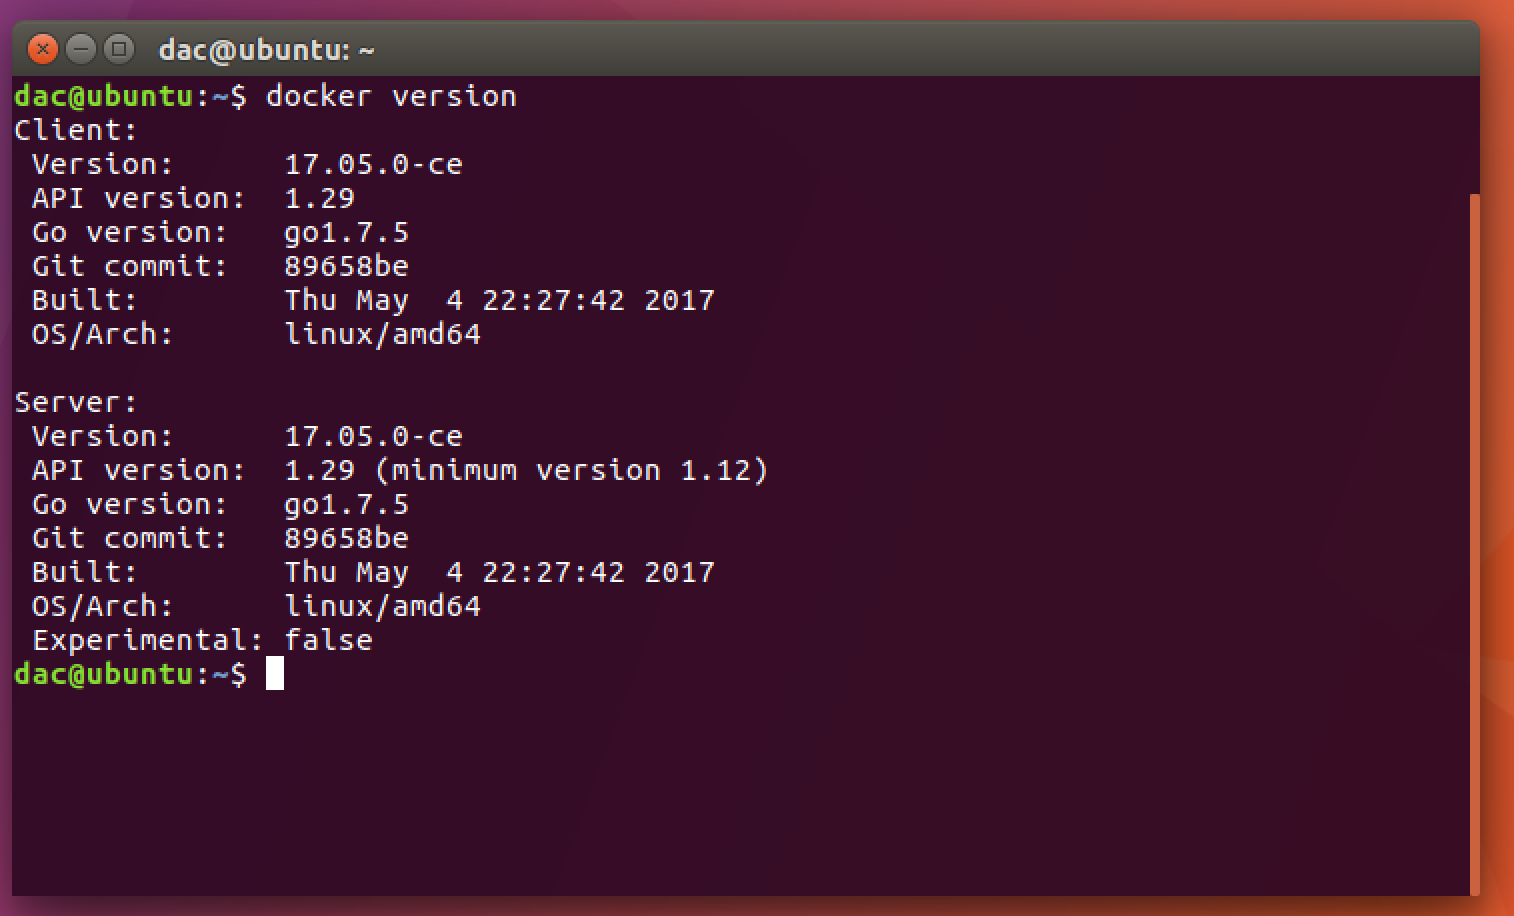 dac@ubuntu: ~
dac@ubuntu:~$ docker version
Client:
 Version:      17.05.0-ce
 API version:  1.29
 Go version:   go1.7.5
 Git commit:   89658be
 Built:        Thu May  4 22:27:42 2017
 OS/Arch:      linux/amd64

Server:
 Version:      17.05.0-ce
 API version:  1.29 (minimum version 1.12)
 Go version:   go1.7.5
 Git commit:   89658be
 Built:        Thu May  4 22:27:42 2017
 OS/Arch:      linux/amd64
 Experimental: false
dac@ubuntu:~$